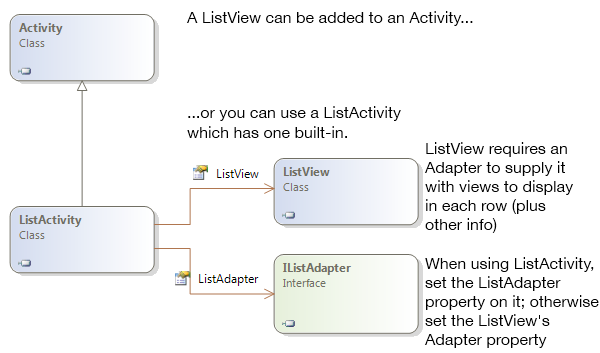 Activity
Class
A ListView can be added to an Activity...
...or you can use a ListActivity
which has one built-in.
ListView
ListView
Class
ListView requires an
Adapter to supply it
with views to display
in each row (plus
other info)
ListActivity
Class
ListAdapter
IListAdapter
Interface
When using ListActivity,
set the ListAdapter
property on it; otherwise
set the ListView's
Adapter property